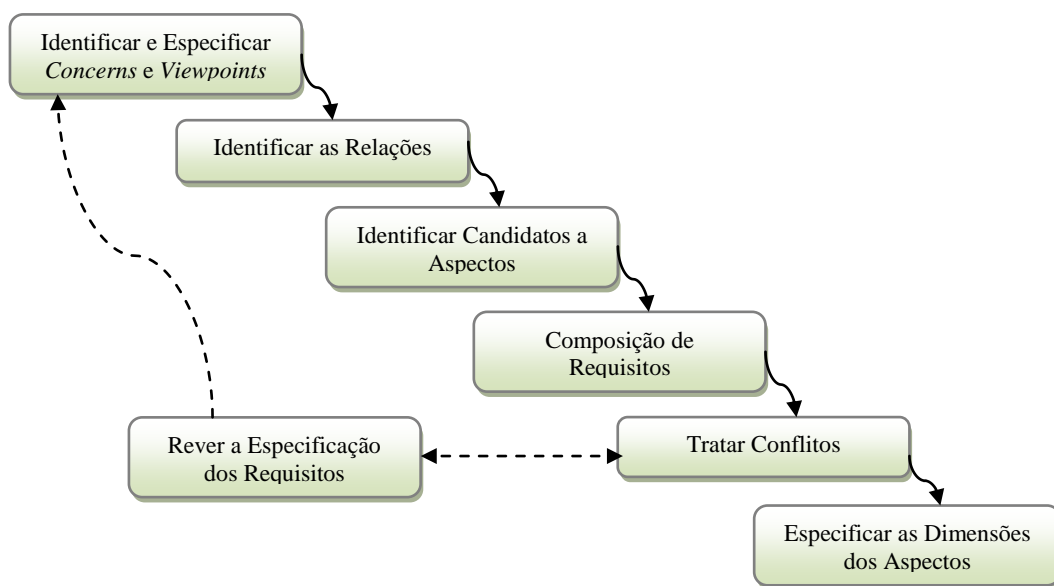 Identificar e Especificar
Concerns e Viewpoints
Identificar as Relações
Identificar Candidatos a
Aspectos
Composição de
Requisitos
Rever a Especificação
dos Requisitos
Tratar Conflitos
Especificar as Dimensões
dos Aspectos